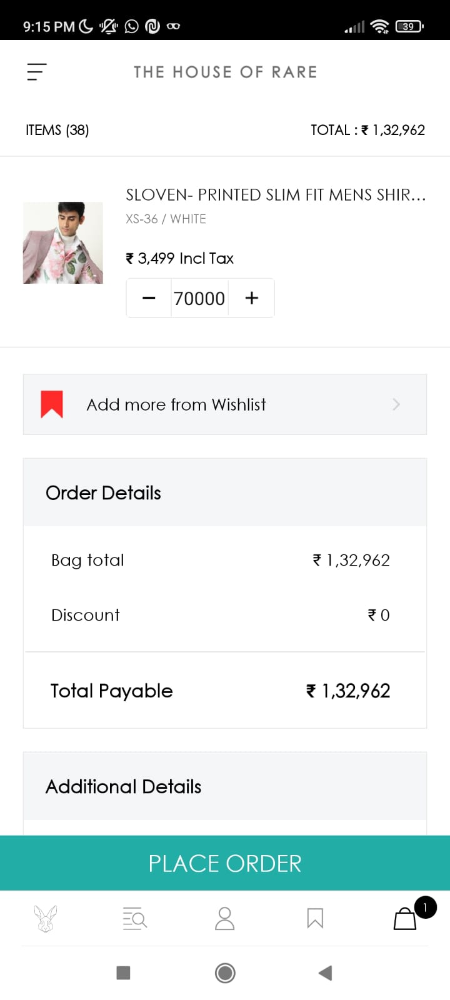 9:15 PM
39
THE HOUSE OF RARE
ITEMS (38)
TOTAL : ₹ 1,32,962
SLOVEN- PRINTED SLIM FIT MENS SHIR...
XS-36 / WHITE
₹ 3,499 Incl Tax
− 70000 +
Add more from Wishlist
Order Details
Bag total ₹ 1,32,962
Discount ₹ 0
Total Payable ₹ 1,32,962
Additional Details
PLACE ORDER
1